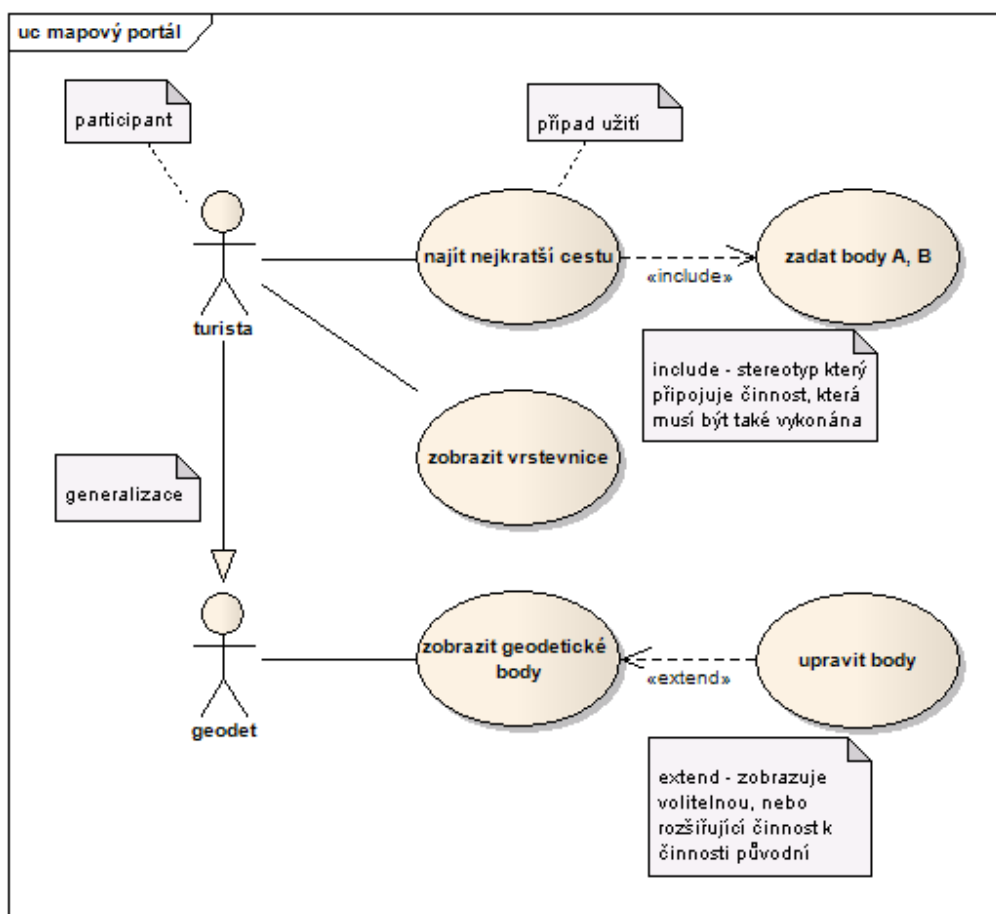 uc mapový portál
participant
případ užití
najít nejkratší cestu
«include»
zadat body A, B
turista
include - stereotyp který
připojuje činnost, která
musí být také vykonána
zobrazit vrstevnice
generalizace
zobrazit geodetické
body
«extend»
upravit body
geodet
extend - zobrazuje
volitelnou, nebo
rozšiřující činnost k
činnosti původní